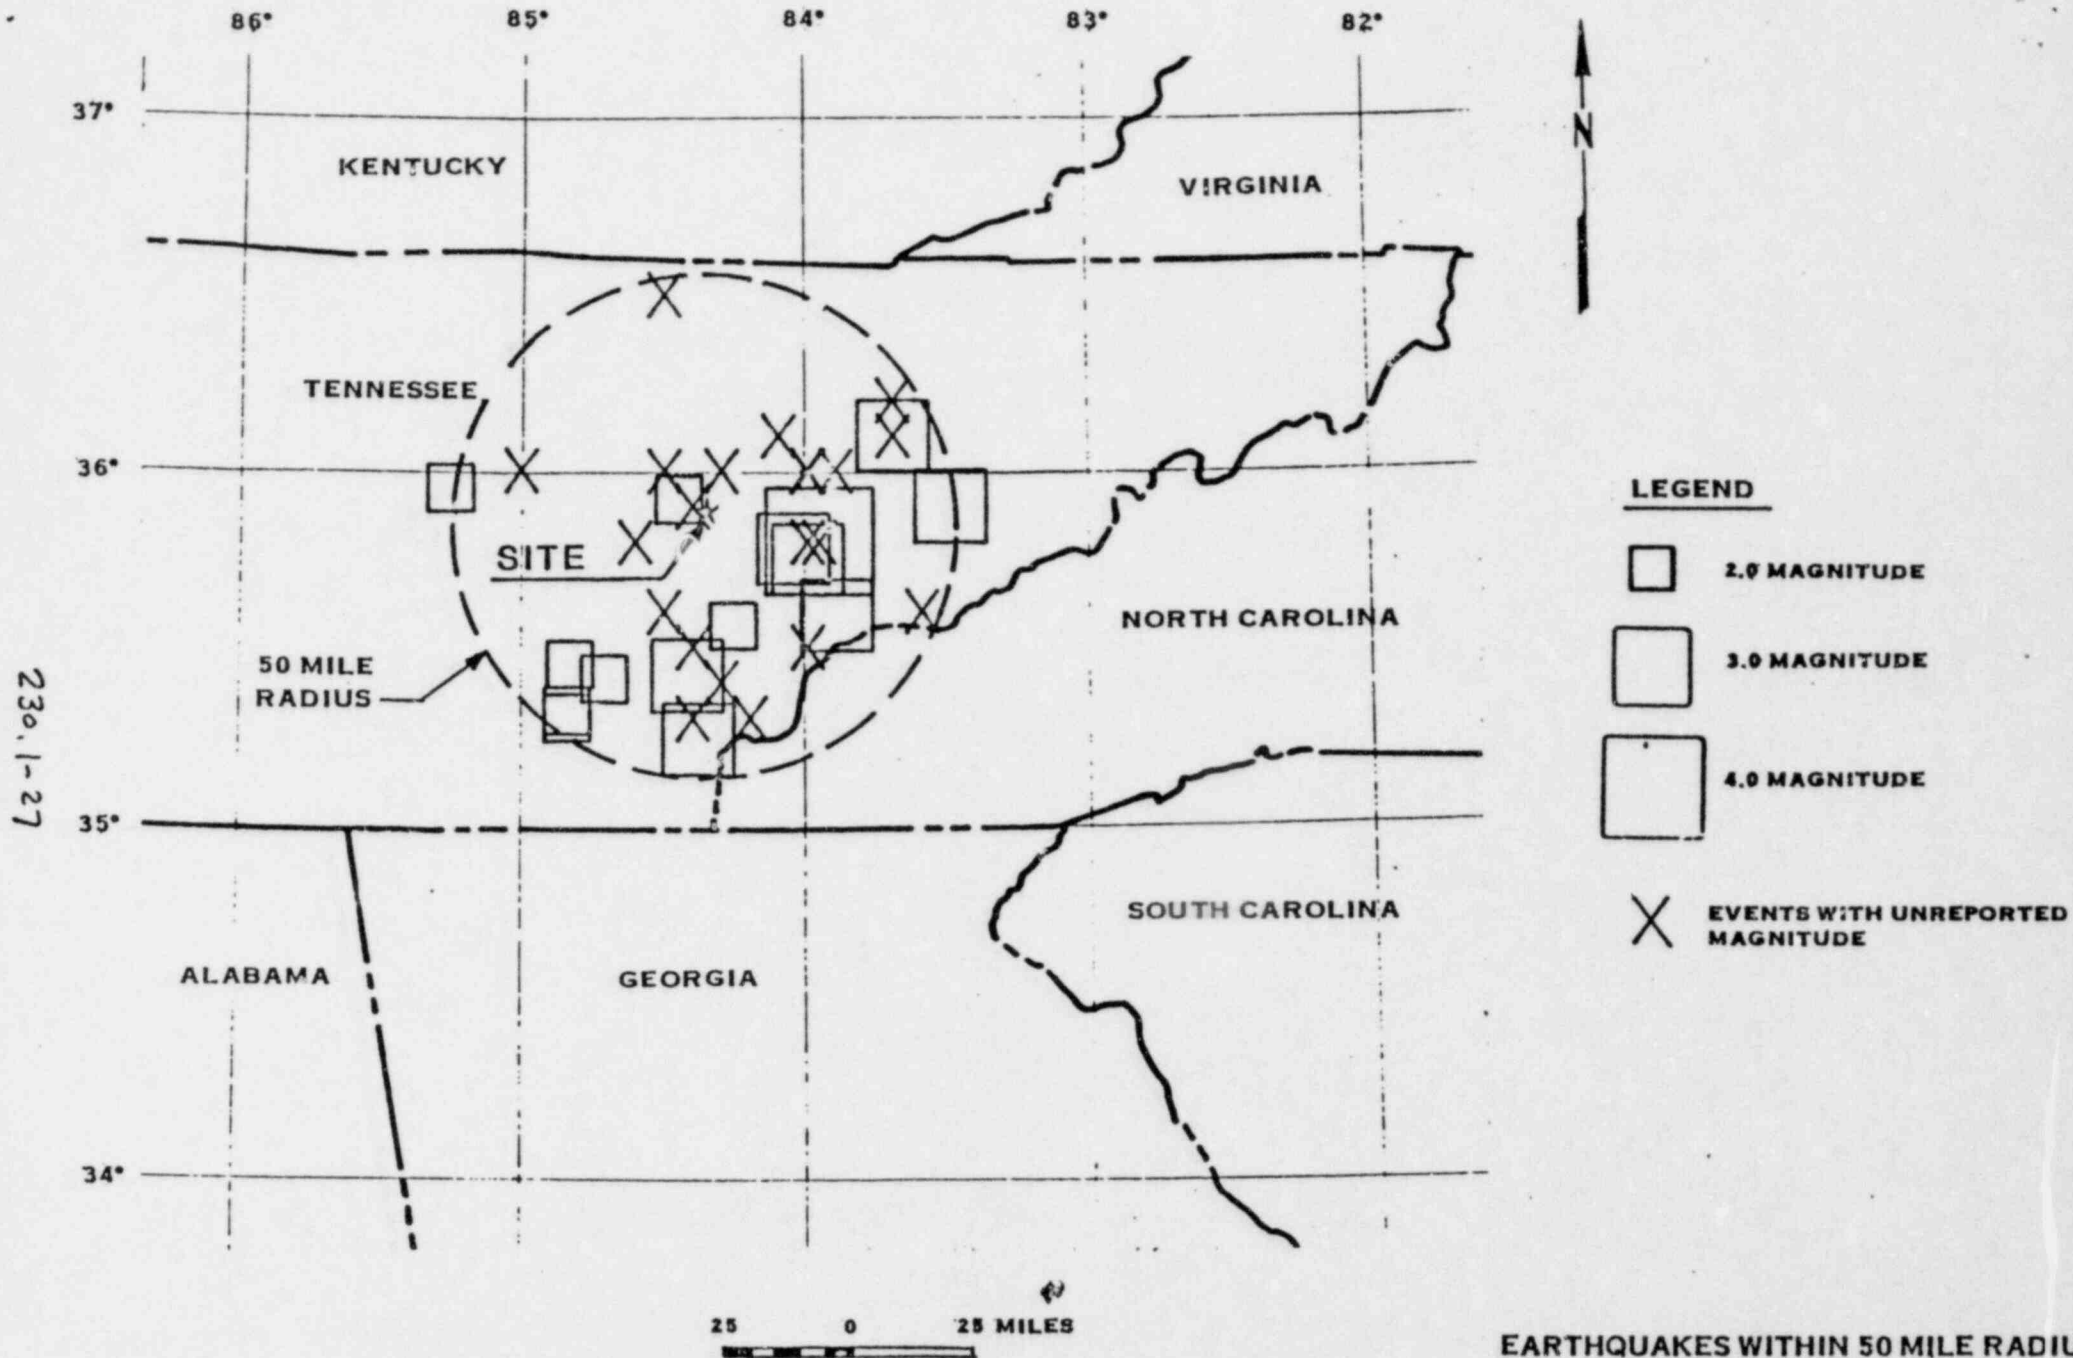 86° 85° 84° 83° 82°
37°
KENTUCKY
VIRGINIA
N
TENNESSEE
36°
LEGEND
SITE
2.0 MAGNITUDE
NORTH CAROLINA
50 MILE
RADIUS
3.0 MAGNITUDE
230.1-27
4.0 MAGNITUDE
35°
SOUTH CAROLINA
EVENTS WITH UNREPORTED
MAGNITUDE
ALABAMA
GEORGIA
34°
25 0 25 MILES
EARTHQUAKES WITHIN 50 MILE RADIU